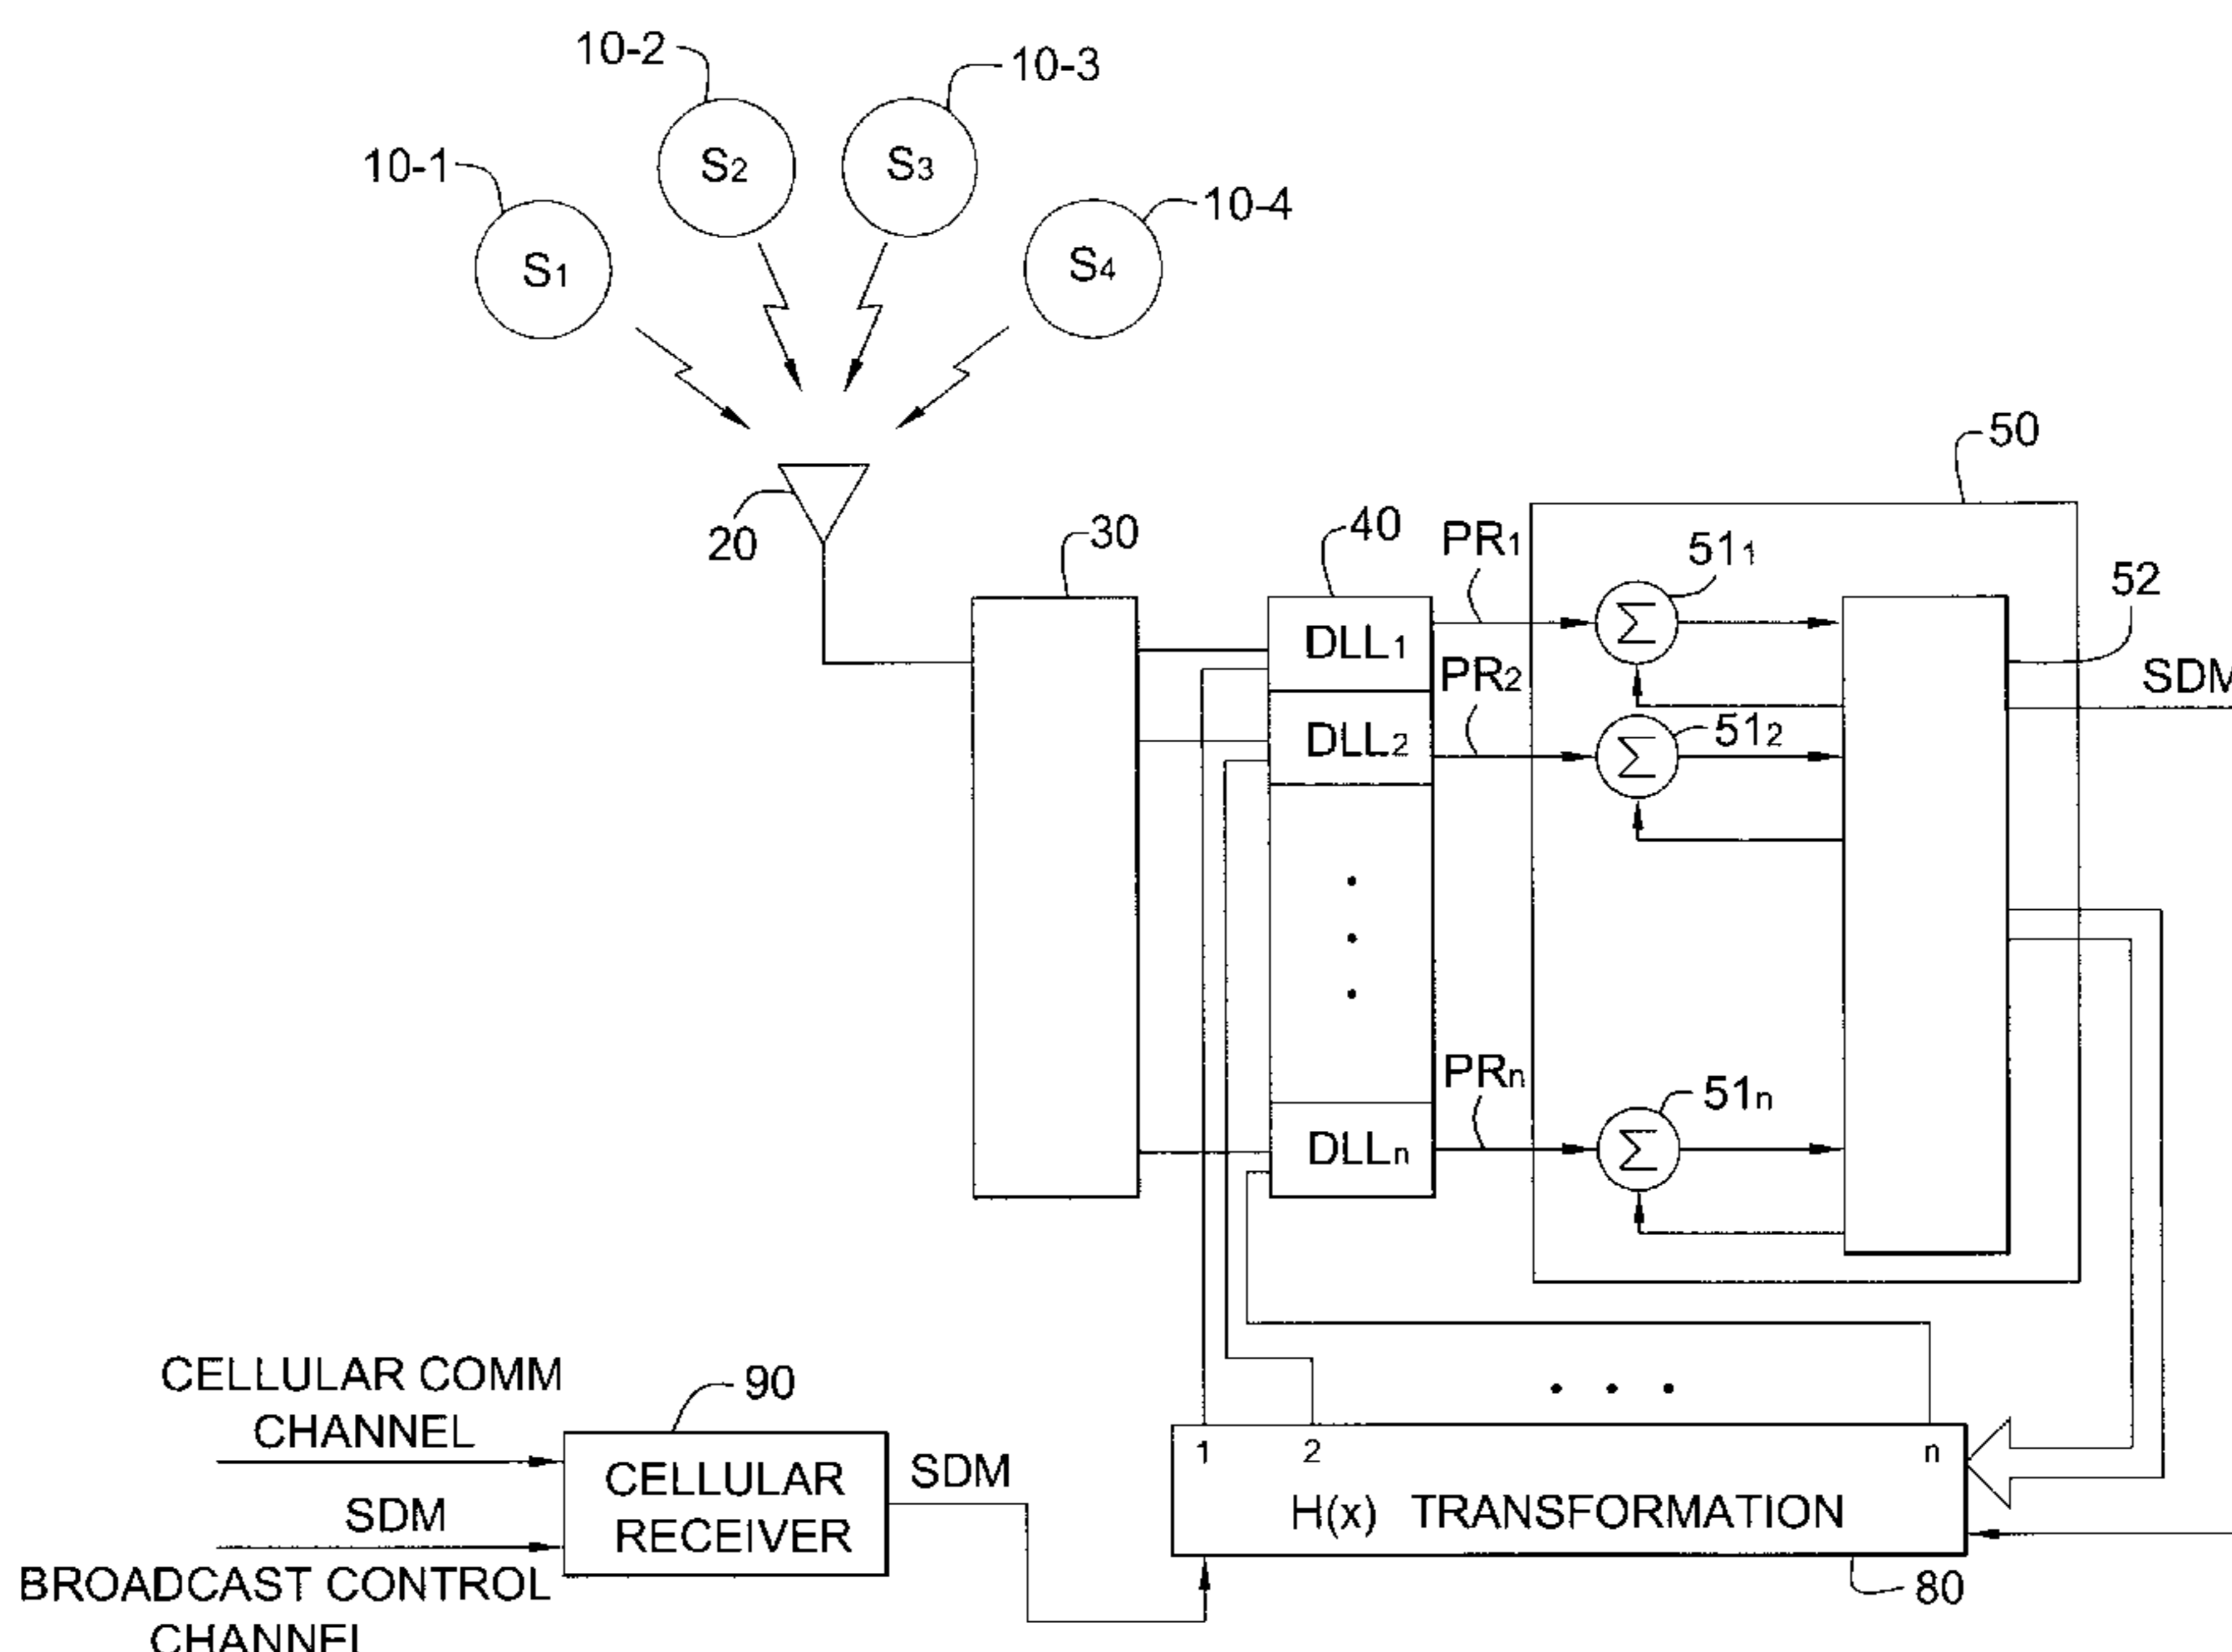 10-2
10-3
10-1
S2
S3
10-4
S1
S4
50
20
30
40
PR1
511
52
DLL1
PR2
SDM
DLL2
512
PRn
51n
DLLn
CELLULAR COMM
CHANNEL
90
1
2
n
CELLULAR
RECEIVER
SDM
H(x) TRANSFORMATION
SDM
BROADCAST CONTROL
CHANNEL
80
Σ
Σ
Σ